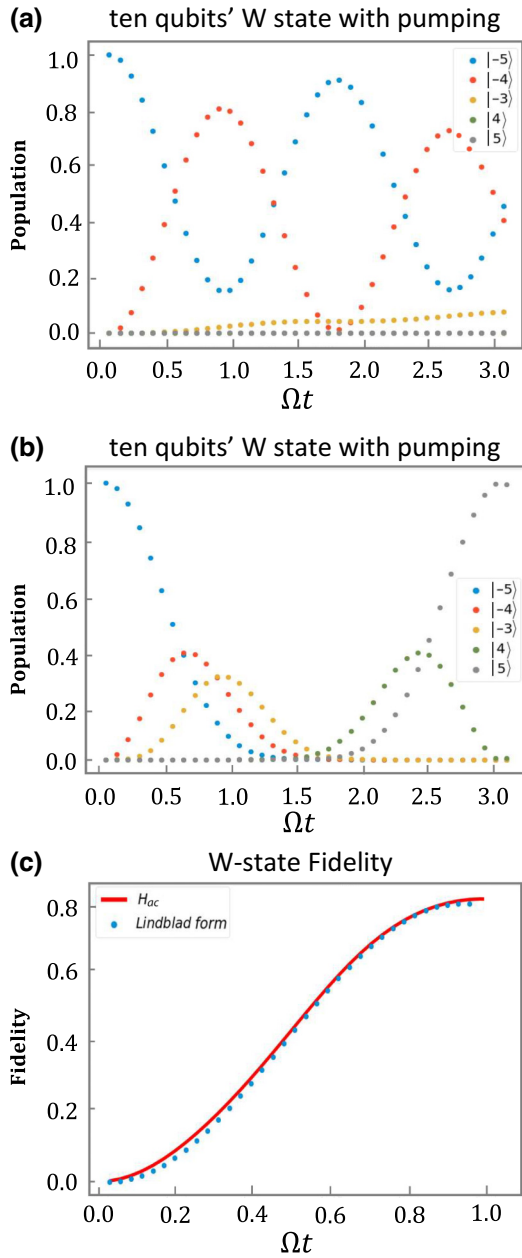 (a) ten qubits’ W state with pumping
Population
1.0
0.8
0.6
0.4
0.2
0.0
|−5⟩
|−4⟩
|−3⟩
|4⟩
|5⟩
0.0 0.5 1.0 1.5 2.0 2.5 3.0
Ωt
(b) ten qubits’ W state with pumping
Population
1.0
0.8
0.6
0.4
0.2
0.0
|−5⟩
|−4⟩
|−3⟩
|4⟩
|5⟩
0.0 0.5 1.0 1.5 2.0 2.5 3.0
Ωt
(c) W-state Fidelity
Fidelity
0.8
0.6
0.4
0.2
0.0
H_ac
Lindblad form
0.0 0.2 0.4 0.6 0.8 1.0
Ωt